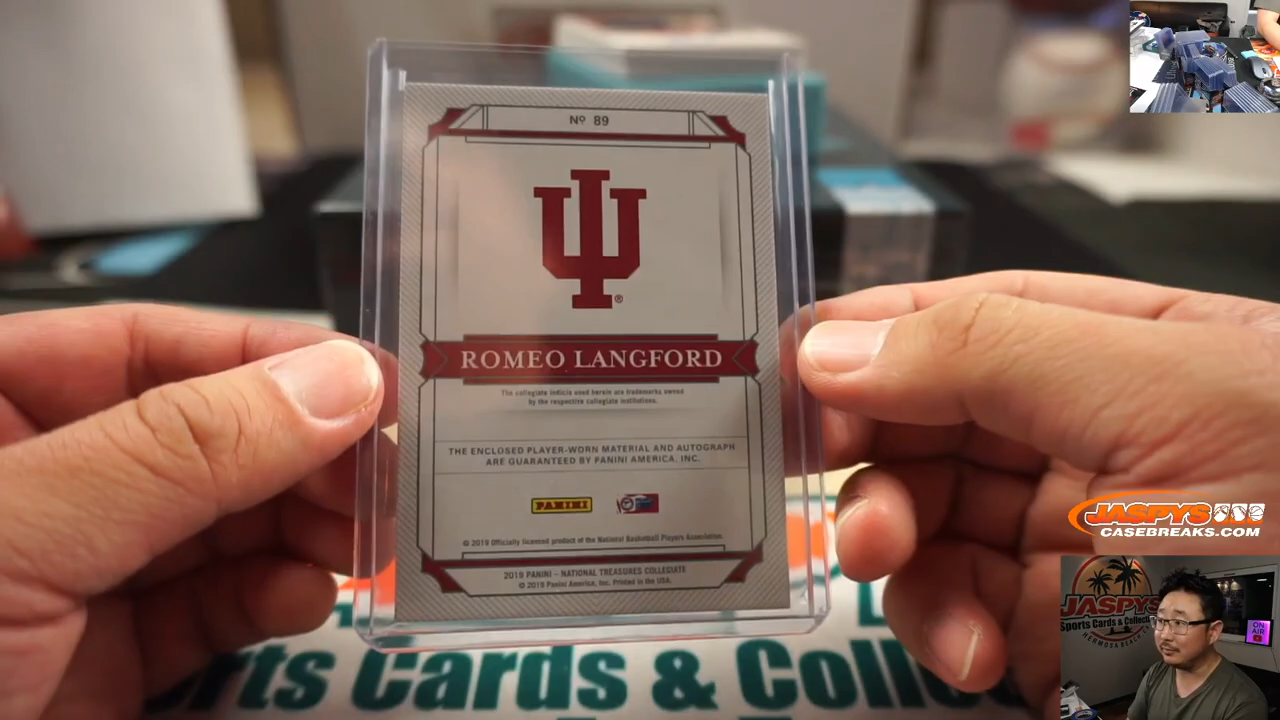 Nº 89
IU
®
ROMEO LANGFORD
The collegiate indicia used herein are trademarks owned
by the respective collegiate institutions.
THE ENCLOSED PLAYER-WORN MATERIAL AND AUTOGRAPH
ARE GUARANTEED BY PANINI AMERICA, INC.
PANINI
© 2019 Officially licensed product of the National Basketball Players Association.
2019 PANINI – NATIONAL TREASURES COLLEGIATE
© 2019 Panini America, Inc. Printed in the USA.
rts Cards & Collec
JASPYS
CASEBREAKS.COM
JASPYS
Sports Cards & Collect
HERMOSA BEACH
ON
AIR